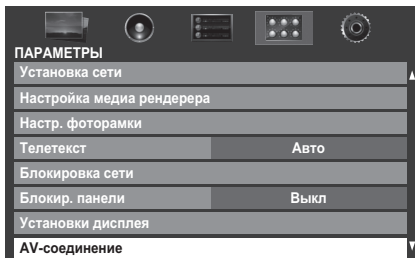 ПАРАМЕТРЫ
Установка сети
Настройка медиа рендерера
Настр. фоторамки
Телетекст Авто
Блокировка сети
Блокир. панели Выкл
Установки дисплея
AV-соединение